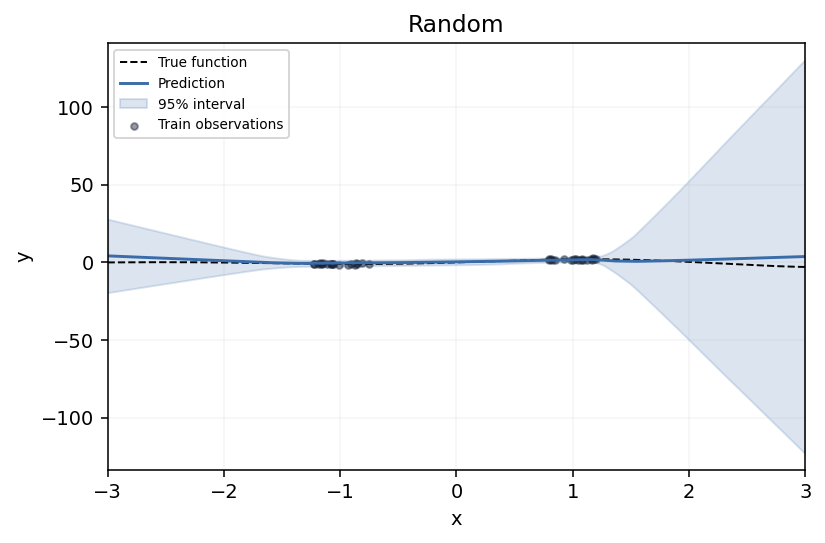 Random
True function
Prediction
95% interval
Train observations
100
50
0
−50
−100
y
−3
−2
−1
0
1
2
3
x